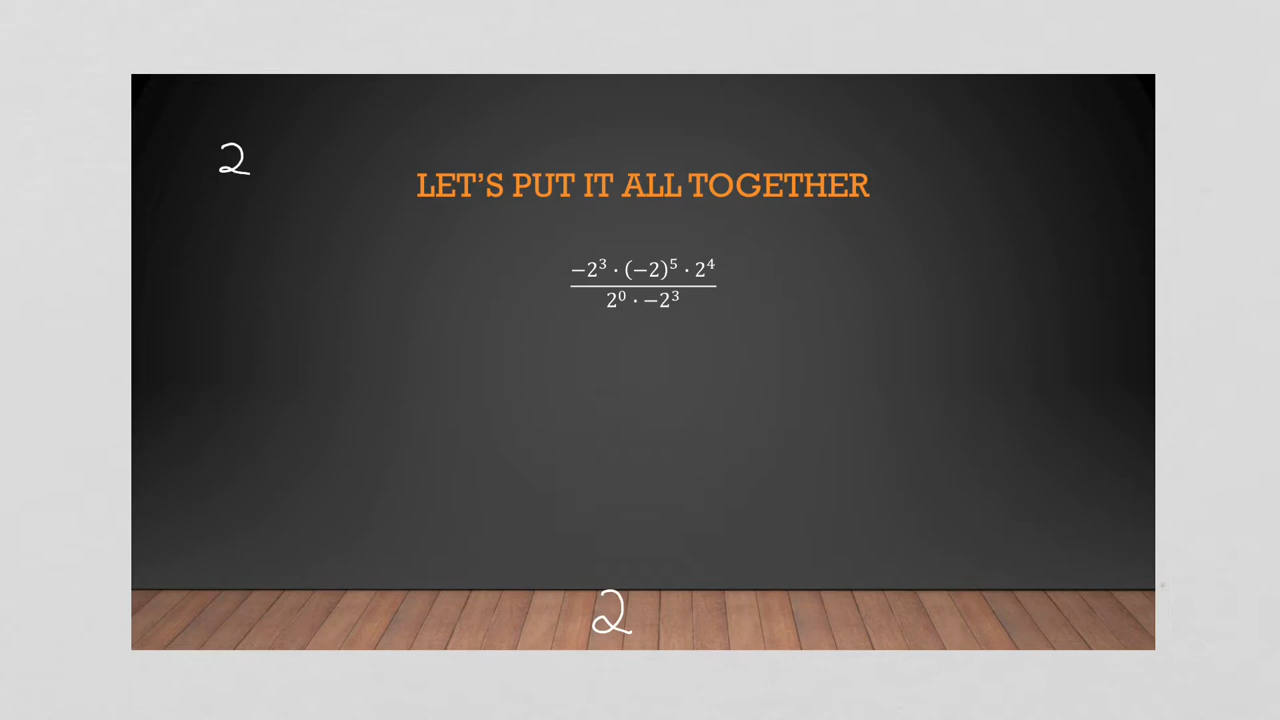 2
LET'S PUT IT ALL TOGETHER
−2³ · (−2)⁵ · 2⁴
2⁰ · −2³
2